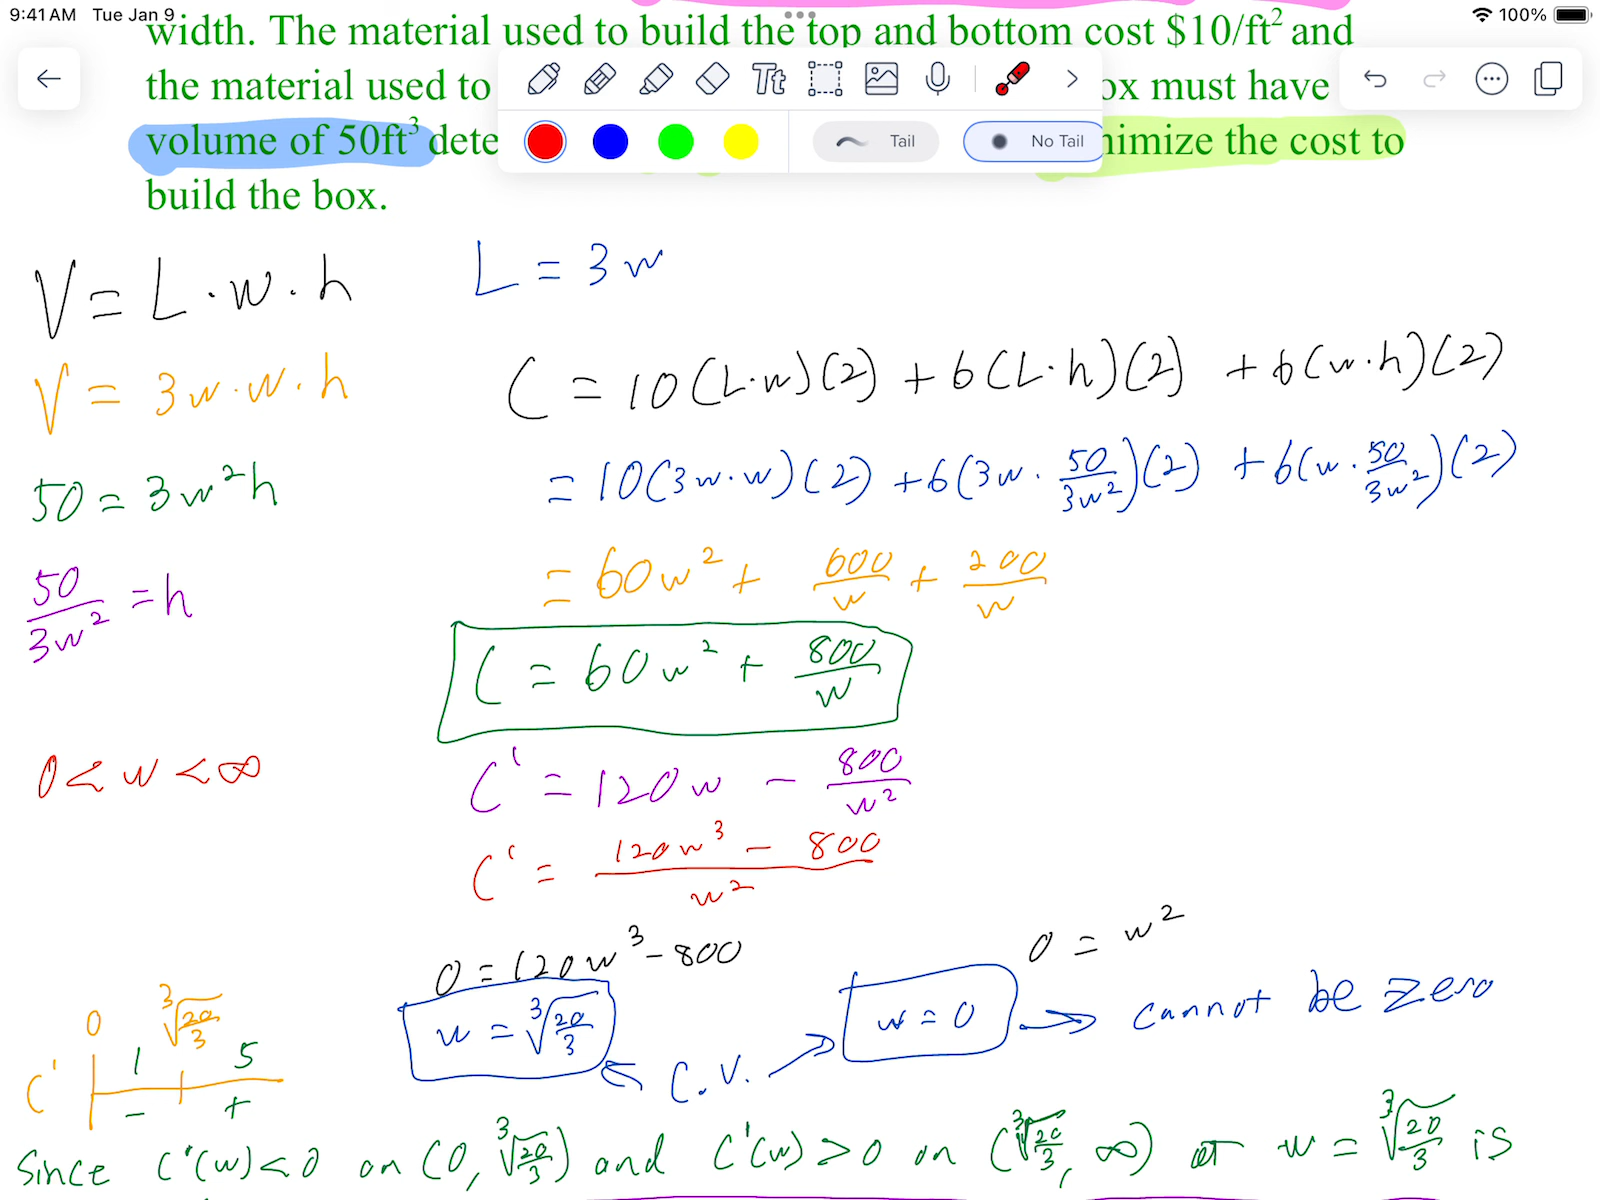 9:41 AM Tue Jan 9
100%
width. The material used to build the top and bottom cost $10/ft² and
the material used to ox must have
volume of 50ft³ dete nimize the cost to
build the box.
Tt
Tail
No Tail
V = L · w · h
L = 3w
V = 3w · w · h
C = 10(L·w)(2) + 6(L·h)(2) + 6(w·h)(2)
50 = 3w²h
= 10(3w·w)(2) + 6(3w · 50/3w²)(2) + 6(w · 50/3w²)(2)
50/3w² = h
= 60w² + 600/w + 200/w
C = 60w² + 800/w
0 < w < ∞
C' = 120w - 800/w²
C' = (120w³ - 800)/w²
0 = 120w³ - 800
0 = w²
w = ∛(20/3)
w = 0 → cannot be zero
← C.V. →
0 ∛(20/3)
1 5
C'
- +
Since C'(w) < 0 on (0, ∛(20/3)) and C'(w) > 0 on (∛(20/3), ∞) at w = ∛(20/3) is